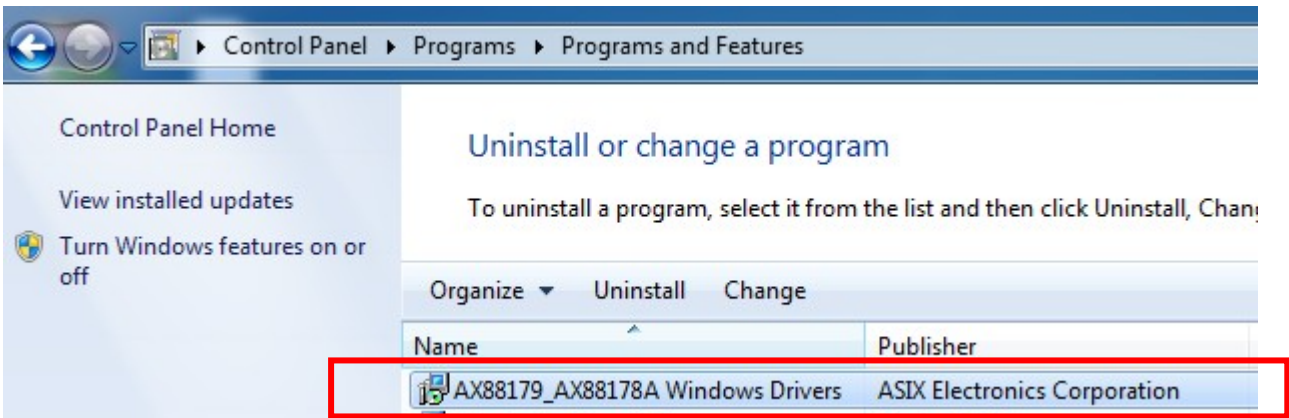 Control Panel Programs Programs and Features
Control Panel Home
View installed updates
Turn Windows features on or
off
Uninstall or change a program
To uninstall a program, select it from the list and then click Uninstall, Chang
Organize Uninstall Change
Name Publisher
AX88179_AX88178A Windows Drivers ASIX Electronics Corporation